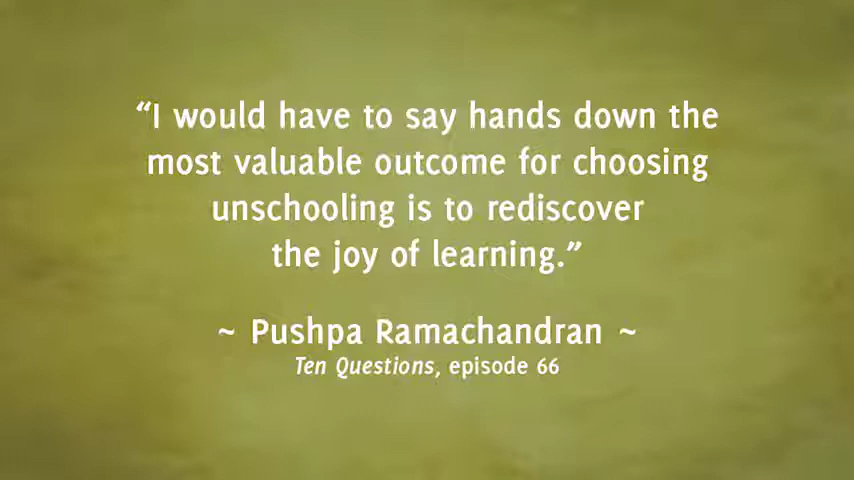 “I would have to say hands down the
most valuable outcome for choosing
unschooling is to rediscover
the joy of learning.”
~ Pushpa Ramachandran ~
Ten Questions, episode 66